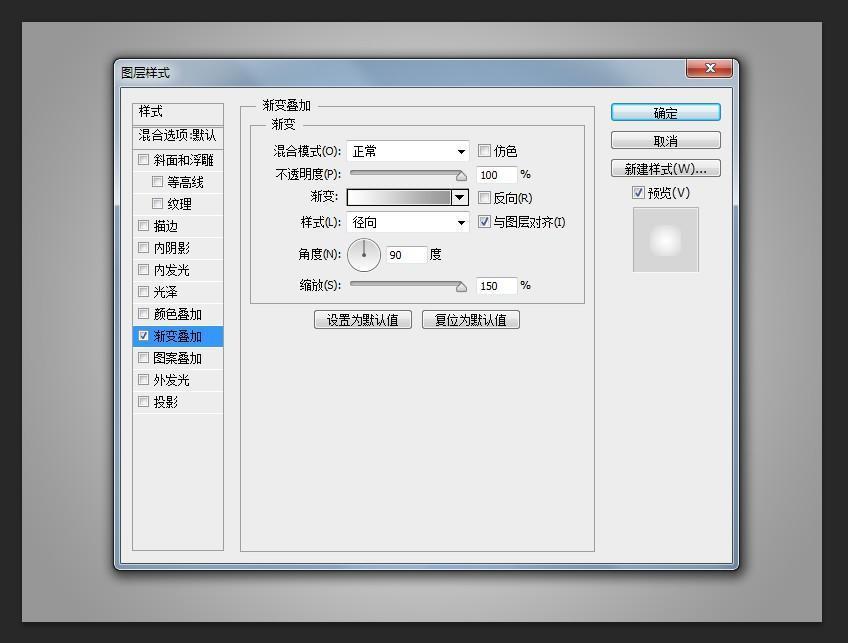 图层样式
样式
混合选项:默认
斜面和浮雕
等高线
纹理
描边
内阴影
内发光
光泽
颜色叠加
渐变叠加
图案叠加
外发光
投影
渐变叠加
渐变
混合模式(O): 正常 仿色
不透明度(P): 100 %
渐变: 反向(R)
样式(L): 径向 与图层对齐(I)
角度(N): 90 度
缩放(S): 150 %
设置为默认值 复位为默认值
确定
取消
新建样式(W)...
预览(V)